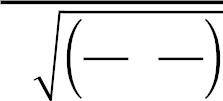 √(— —)